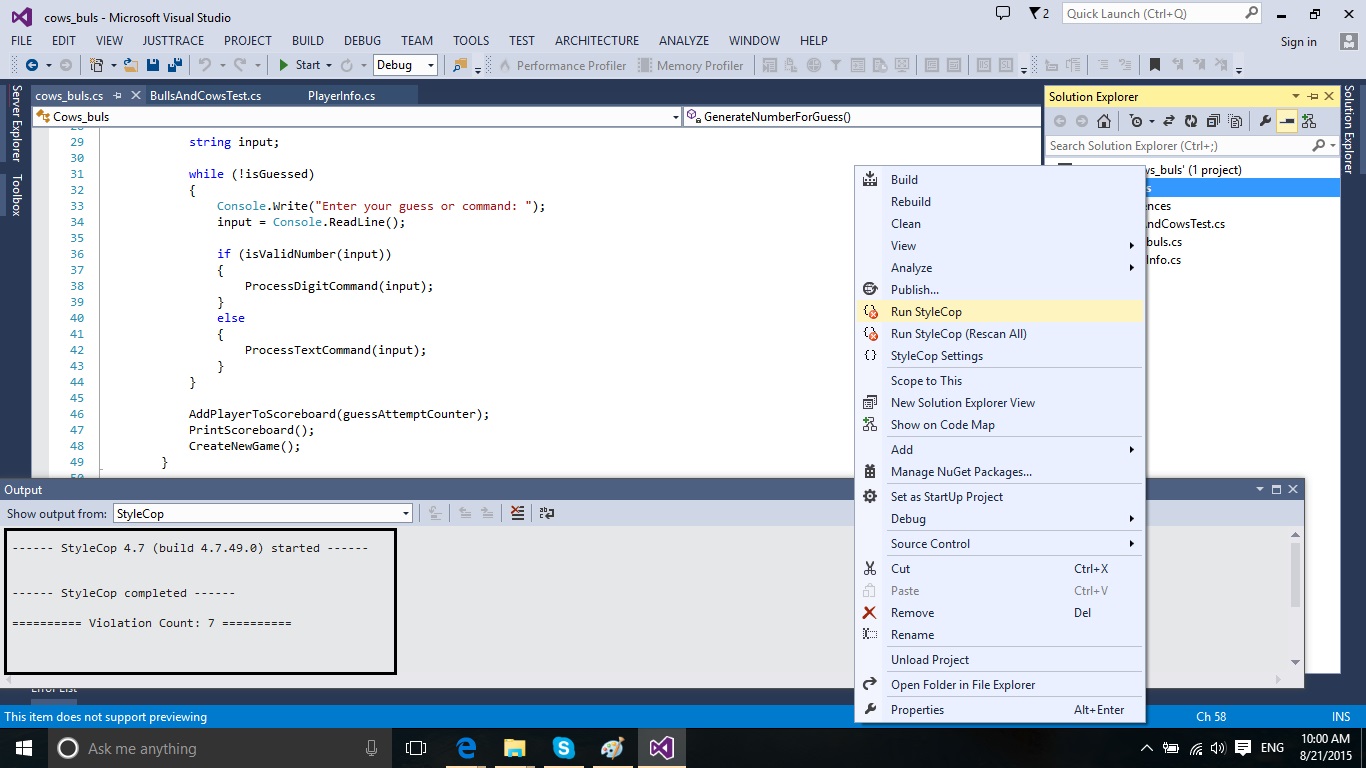 cows_buls - Microsoft Visual Studio
2
Quick Launch (Ctrl+Q)
FILE EDIT VIEW JUSTTRACE PROJECT BUILD DEBUG TEAM TOOLS TEST ARCHITECTURE ANALYZE WINDOW HELP
Sign in
Start Debug Performance Profiler Memory Profiler
Server Explorer
Toolbox
cows_buls.cs BullsAndCowsTest.cs PlayerInfo.cs
Cows_buls GenerateNumberForGuess()
29 string input;
30
31 while (!isGuessed)
32 {
33 Console.Write("Enter your guess or command: ");
34 input = Console.ReadLine();
35
36 if (isValidNumber(input))
37 {
38 ProcessDigitCommand(input);
39 }
40 else
41 {
42 ProcessTextCommand(input);
43 }
44 }
45
46 AddPlayerToScoreboard(guessAttemptCounter);
47 PrintScoreboard();
48 CreateNewGame();
49 }
Solution Explorer
Search Solution Explorer (Ctrl+;)
ws_buls' (1 project)
s
ences
AndCowsTest.cs
buls.cs
Info.cs
Solution Explorer
Build
Rebuild
Clean
View
Analyze
Publish...
Run StyleCop
Run StyleCop (Rescan All)
StyleCop Settings
Scope to This
New Solution Explorer View
Show on Code Map
Add
Manage NuGet Packages...
Set as StartUp Project
Debug
Source Control
Cut Ctrl+X
Paste Ctrl+V
Remove Del
Rename
Unload Project
Open Folder in File Explorer
Properties Alt+Enter
Output
Show output from: StyleCop
------ StyleCop 4.7 (build 4.7.49.0) started ------
------ StyleCop completed ------
========== Violation Count: 7 ==========
Error List
This item does not support previewing
Ch 58 INS
Ask me anything
ENG
10:00 AM
8/21/2015